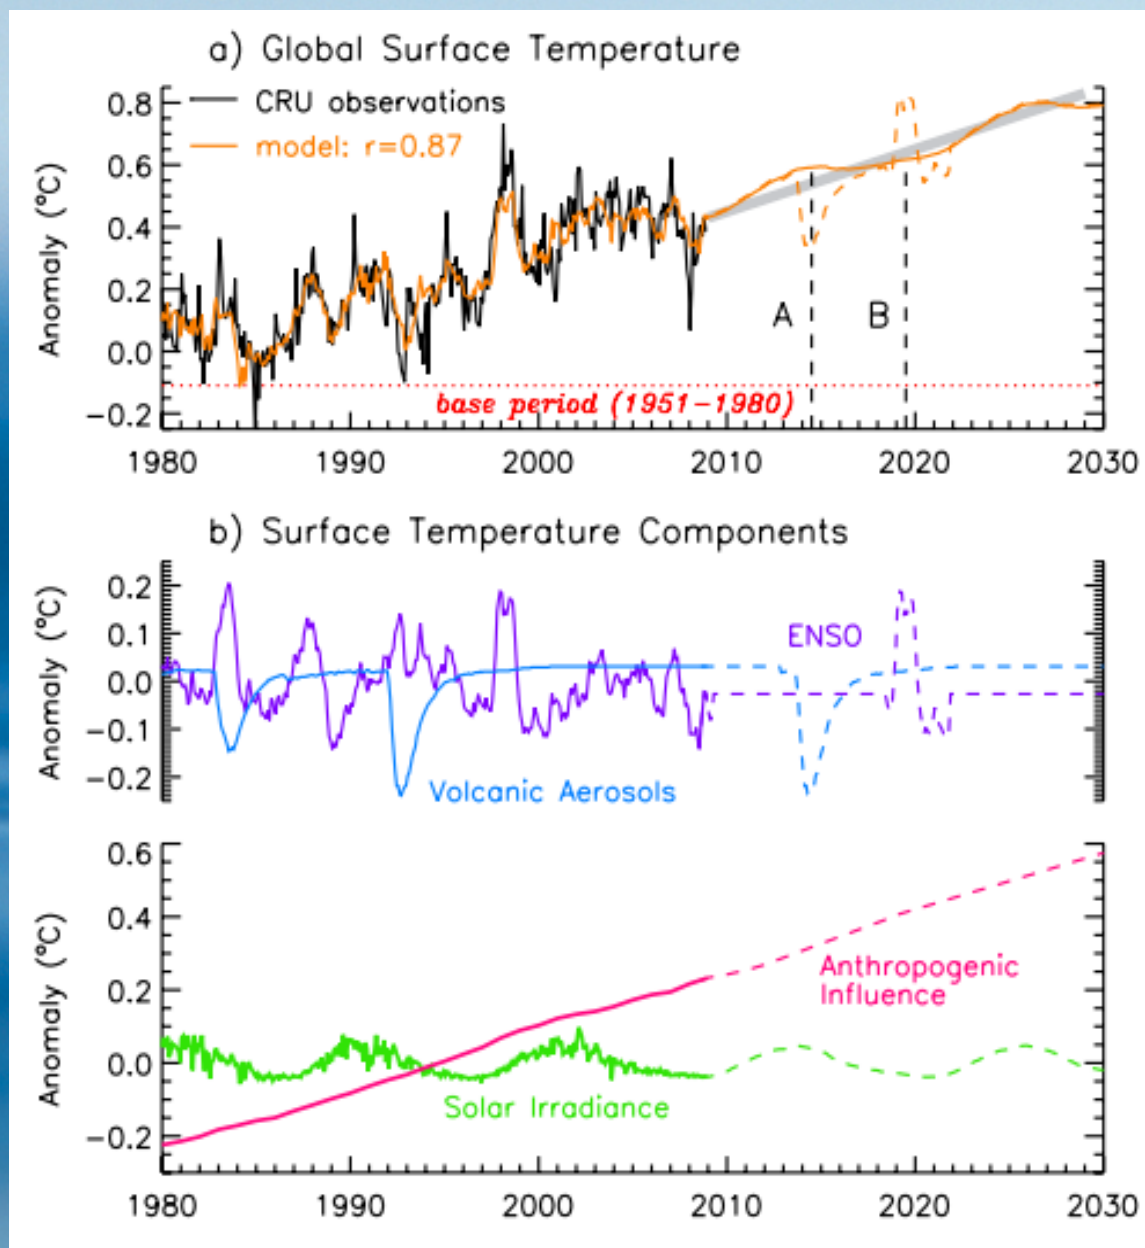 a) Global Surface Temperature
CRU observations
model: r=0.87
Anomaly (°C)
0.8
0.6
0.4
0.2
0.0
−0.2
A
B
base period (1951−1980)
1980 1990 2000 2010 2020 2030
b) Surface Temperature Components
Anomaly (°C)
0.2
0.1
0.0
−0.1
−0.2
ENSO
Volcanic Aerosols
Anomaly (°C)
0.6
0.4
0.2
0.0
−0.2
Anthropogenic
Influence
Solar Irradiance
1980 1990 2000 2010 2020 2030